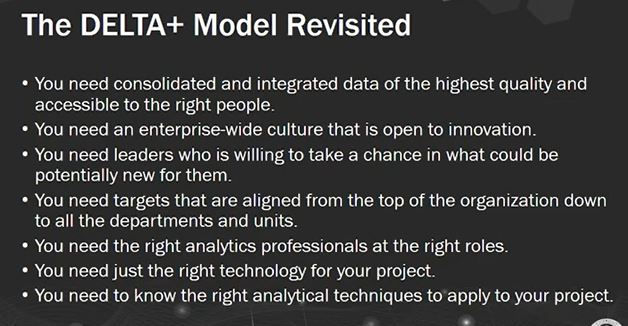 The DELTA+ Model Revisited
• You need consolidated and integrated data of the highest quality and
accessible to the right people.
• You need an enterprise-wide culture that is open to innovation.
• You need leaders who is willing to take a chance in what could be
potentially new for them.
• You need targets that are aligned from the top of the organization down
to all the departments and units.
• You need the right analytics professionals at the right roles.
• You need just the right technology for your project.
• You need to know the right analytical techniques to apply to your project.